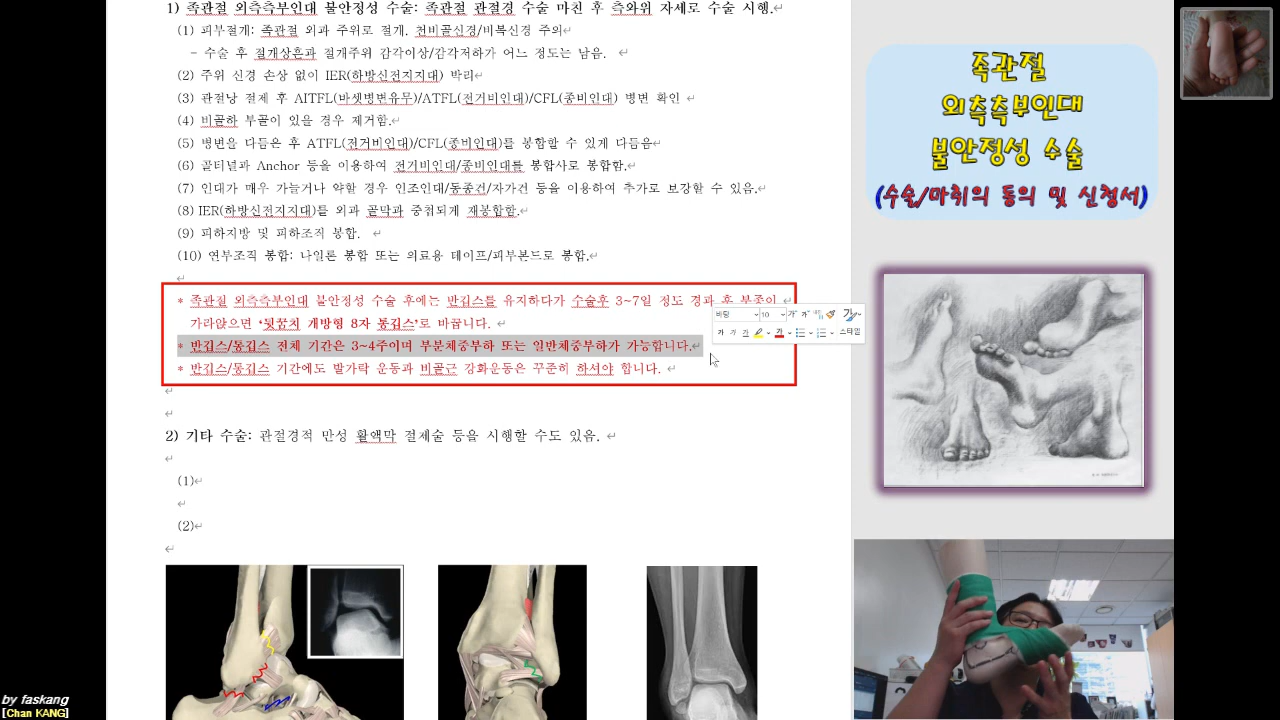 1) 족관절 외측측부인대 불안정성 수술: 족관절 관절경 수술 마친 후 측와위 자세로 수술 시행.
(1) 피부절개: 족관절 외과 주위로 절개. 천비골신경/비복신경 주의
- 수술 후 절개상흔과 절개주위 감각이상/감각저하가 어느 정도는 남음.
(2) 주위 신경 손상 없이 IER(하방신전지지대) 박리
(3) 관절낭 절제 후 AITFL(바셋병변유무)/ATFL(전거비인대)/CFL(종비인대) 병변 확인
(4) 비골하 부골이 있을 경우 제거함.
(5) 병변을 다듬은 후 ATFL(전거비인대)/CFL(종비인대)를 봉합할 수 있게 다듬음
(6) 골터널과 Anchor 등을 이용하여 전거비인대/종비인대를 봉합사로 봉합함.
(7) 인대가 매우 가늘거나 약할 경우 인조인대/동종건/자가건 등을 이용하여 추가로 보강할 수 있음.
(8) IER(하방신전지지대)를 외과 골막과 중첩되게 재봉합함.
(9) 피하지방 및 피하조직 봉합.
(10) 연부조직 봉합: 나일론 봉합 또는 의료용 테이프/피부본드로 봉합.
* 족관절 외측측부인대 불안정성 수술 후에는 반깁스를 유지하다가 수술후 3~7일 정도 경과 후 부종이
가라앉으면 ‘뒷꿈치 개방형 8자 통깁스’로 바꿉니다.
* 반깁스/통깁스 전체 기간은 3~4주이며 부분체중부하 또는 일반체중부하가 가능합니다.
* 반깁스/통깁스 기간에도 발가락 운동과 비골근 강화운동은 꾸준히 하셔야 합니다.
바탕 10 가 가
가 가 가 가 스타일
2) 기타 수술: 관절경적 만성 활액막 절제술 등을 시행할 수도 있음.
(1)
(2)
족관절
외측측부인대
불안정성 수술
(수술/마취의 동의 및 신청서)
by faskang
[Chan KANG]